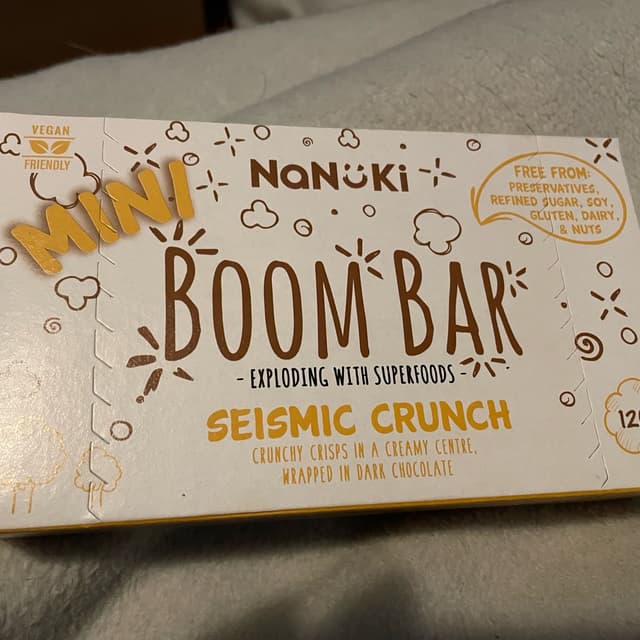 VEGAN
FRIENDLY
MINI
NaNüKi
FREE FROM:
PRESERVATIVES,
REFINED SUGAR, SOY,
GLUTEN, DAIRY,
& NUTS
BOOM BAR
- EXPLODING WITH SUPERFOODS -
SEISMIC CRUNCH
CRUNCHY CRISPS IN A CREAMY CENTRE,
WRAPPED IN DARK CHOCOLATE